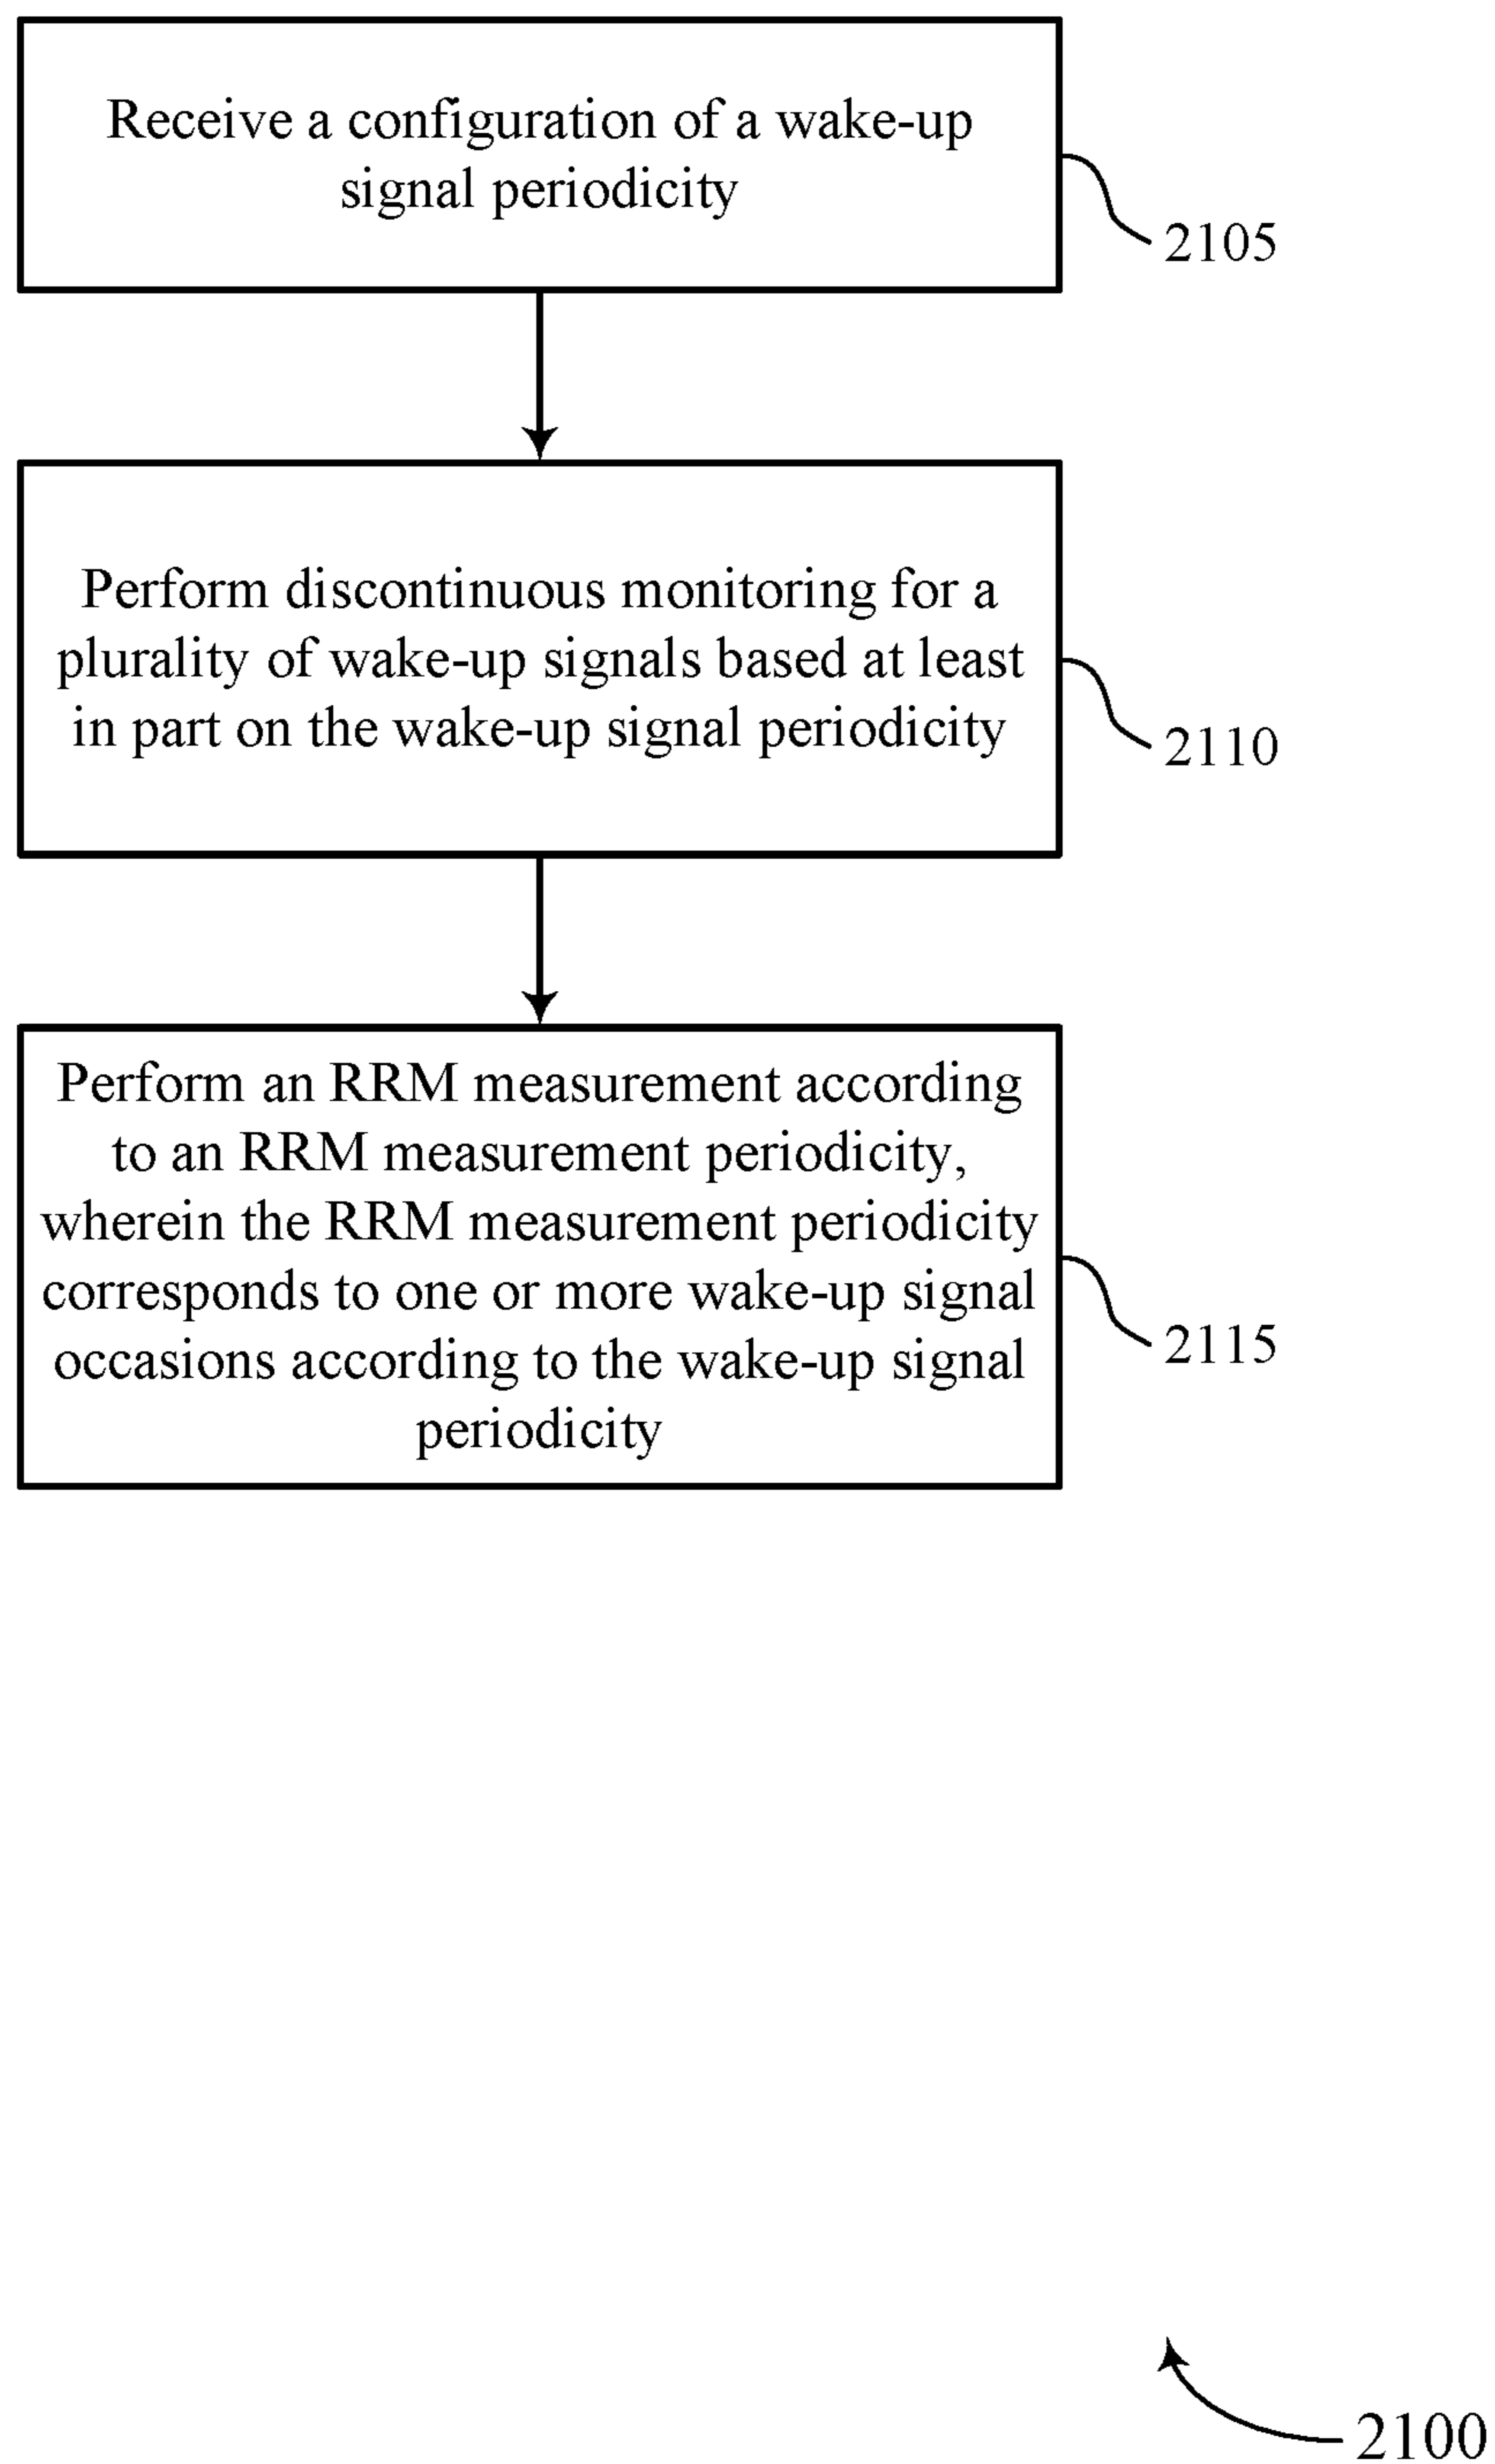 Receive a configuration of a wake-up
signal periodicity
2105
Perform discontinuous monitoring for a
plurality of wake-up signals based at least
in part on the wake-up signal periodicity
2110
Perform an RRM measurement according
to an RRM measurement periodicity,
wherein the RRM measurement periodicity
corresponds to one or more wake-up signal
occasions according to the wake-up signal
periodicity
2115
2100